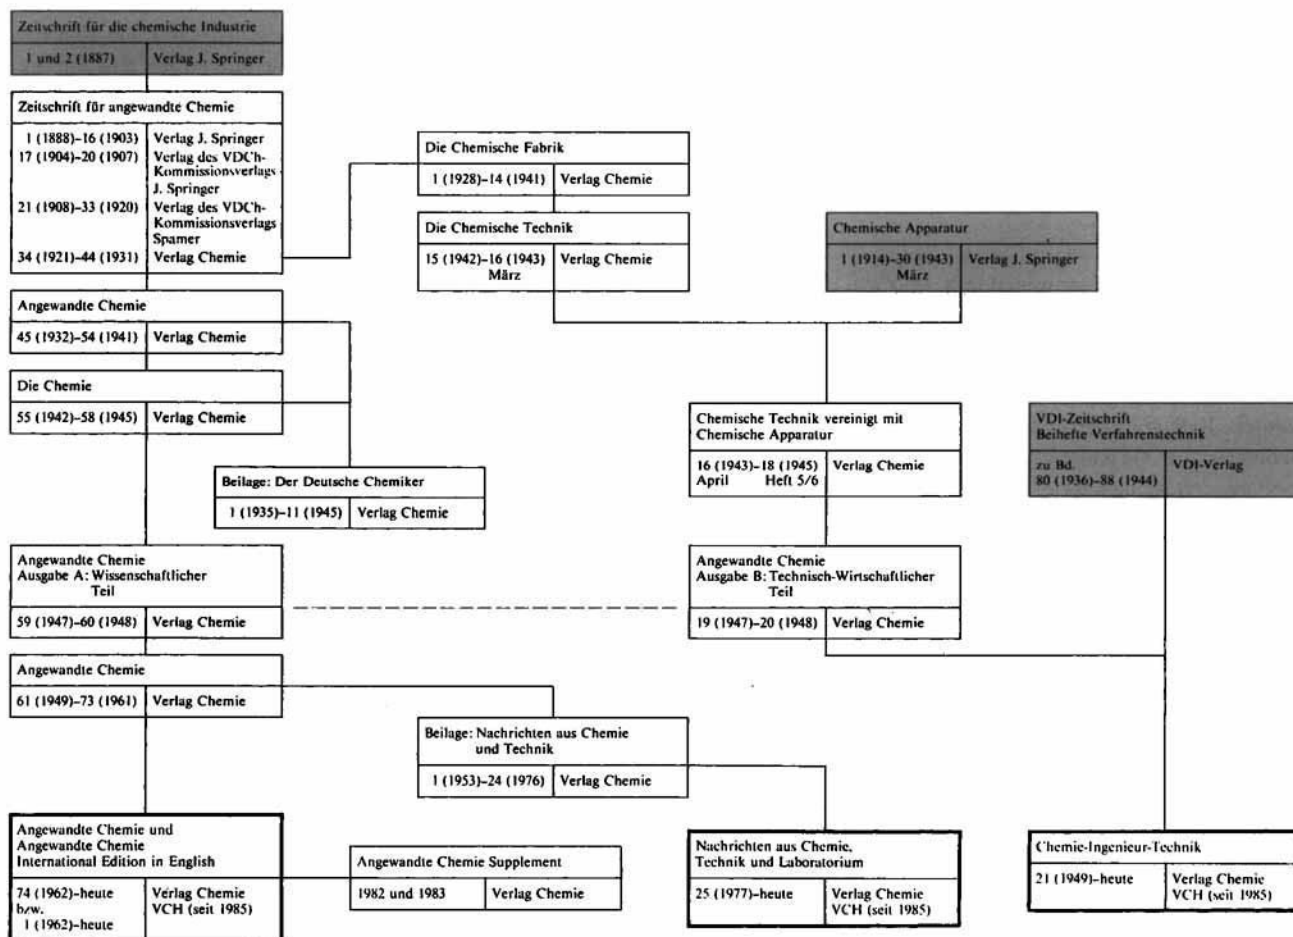 Zeitschrift für die chemische Industrie
1 und 2 (1887)
Verlag J. Springer
Zeitschrift für angewandte Chemie
1 (1888)–16 (1903)
Verlag J. Springer
17 (1904)–20 (1907)
Verlag des VDCh-
Kommissionsverlags
J. Springer
21 (1908)–33 (1920)
Verlag des VDCh-
Kommissionsverlags
Spamer
34 (1921)–44 (1931)
Verlag Chemie
Die Chemische Fabrik
1 (1928)–14 (1941)
Verlag Chemie
Die Chemische Technik
15 (1942)–16 (1943)
März
Verlag Chemie
Chemische Apparatur
1 (1914)–30 (1943)
März
Verlag J. Springer
Angewandte Chemie
45 (1932)–54 (1941)
Verlag Chemie
Die Chemie
55 (1942)–58 (1945)
Verlag Chemie
Beilage: Der Deutsche Chemiker
1 (1935)–11 (1945)
Verlag Chemie
Chemische Technik vereinigt mit
Chemische Apparatur
16 (1943)–18 (1945)
April Heft 5/6
Verlag Chemie
VDI-Zeitschrift
Beihefte Verfahrenstechnik
zu Bd.
80 (1936)–88 (1944)
VDI-Verlag
Angewandte Chemie
Ausgabe A: Wissenschaftlicher
Teil
59 (1947)–60 (1948)
Verlag Chemie
Angewandte Chemie
Ausgabe B: Technisch-Wirtschaftlicher
Teil
19 (1947)–20 (1948)
Verlag Chemie
Angewandte Chemie
61 (1949)–73 (1961)
Verlag Chemie
Beilage: Nachrichten aus Chemie
und Technik
1 (1953)–24 (1976)
Verlag Chemie
Angewandte Chemie und
Angewandte Chemie
International Edition in English
74 (1962)–heute
bzw.
1 (1962)–heute
Verlag Chemie
VCH (seit 1985)
Angewandte Chemie Supplement
1982 und 1983
Verlag Chemie
Nachrichten aus Chemie,
Technik und Laboratorium
25 (1977)–heute
Verlag Chemie
VCH (seit 1985)
Chemie-Ingenieur-Technik
21 (1949)–heute
Verlag Chemie
VCH (seit 1985)